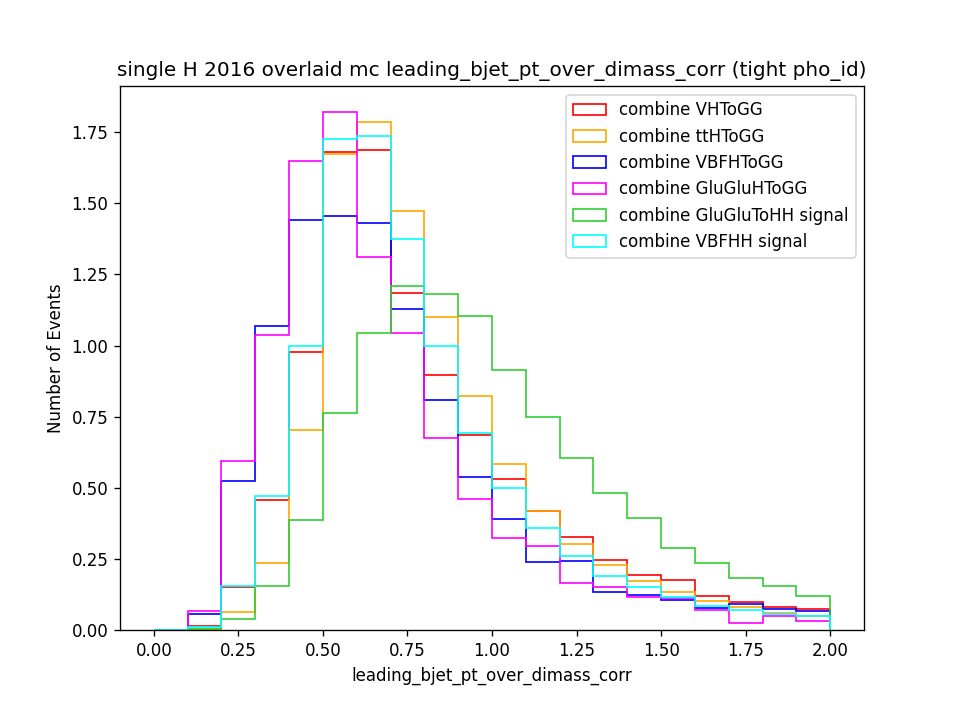 single H 2016 overlaid mc leading_bjet_pt_over_dimass_corr (tight pho_id)
combine VHToGG
combine ttHToGG
combine VBFHToGG
combine GluGluHToGG
combine GluGluToHH signal
combine VBFHH signal
Number of Events
1.75
1.50
1.25
1.00
0.75
0.50
0.25
0.00
0.00 0.25 0.50 0.75 1.00 1.25 1.50 1.75 2.00
leading_bjet_pt_over_dimass_corr